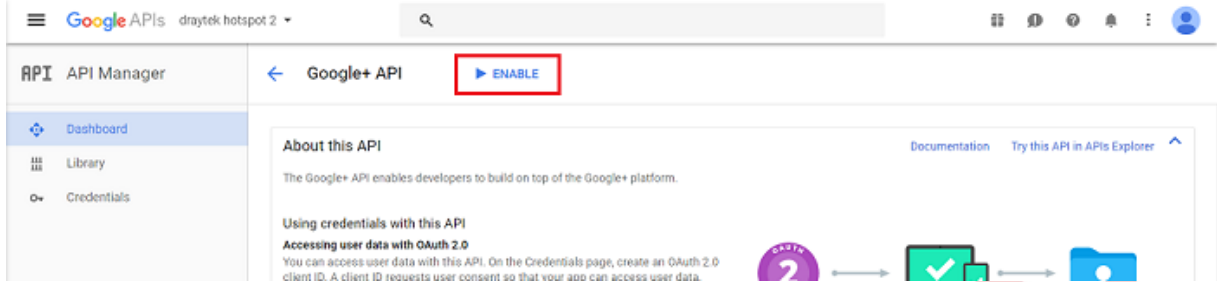 Google APIs draytek hotspot 2
API API Manager
Google+ API
ENABLE
Dashboard
Library
Credentials
About this API
Documentation
Try this API in APIs Explorer
The Google+ API enables developers to build on top of the Google+ platform.
Using credentials with this API
Accessing user data with OAuth 2.0
You can access user data with this API. On the Credentials page, create an OAuth 2.0
client ID. A client ID requests user consent so that your app can access user data.
OAUTH
2